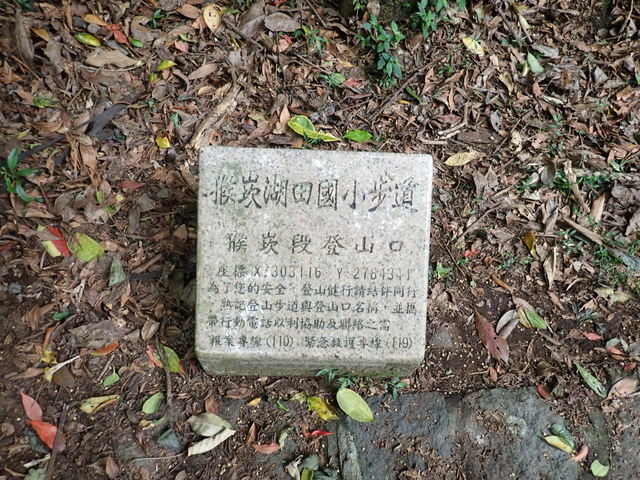 猴崁湖田國小步道
猴崁段登山口
座標 X:303116 Y:2784341
為了您的安全,登山健行請結伴同行
熟記登山步道與登山口名稱,並攜
帶行動電話以利協助及聯絡之需
報案專線(110)、緊急救護專線(119)